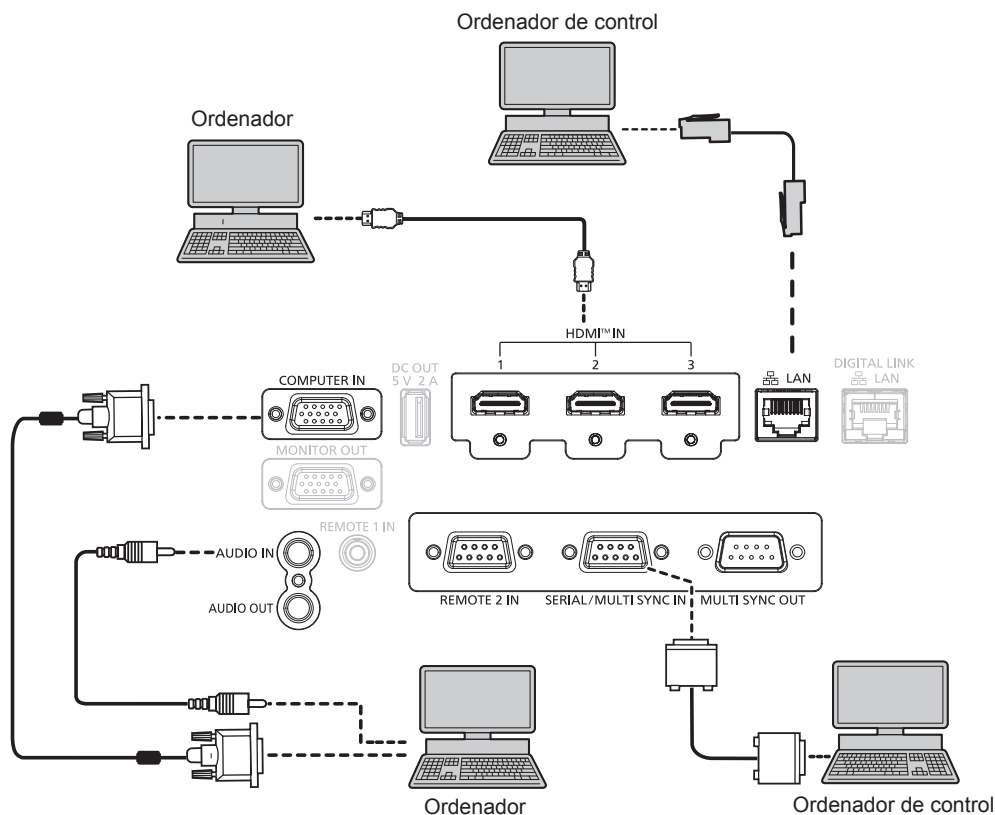 Ordenador de control
Ordenador
HDMI™ IN
1 2 3
DC OUT
5 V 2 A
COMPUTER IN
LAN
DIGITAL LINK
LAN
MONITOR OUT
REMOTE 1 IN
AUDIO IN
AUDIO OUT
REMOTE 2 IN
SERIAL/MULTI SYNC IN
MULTI SYNC OUT
Ordenador
Ordenador de control